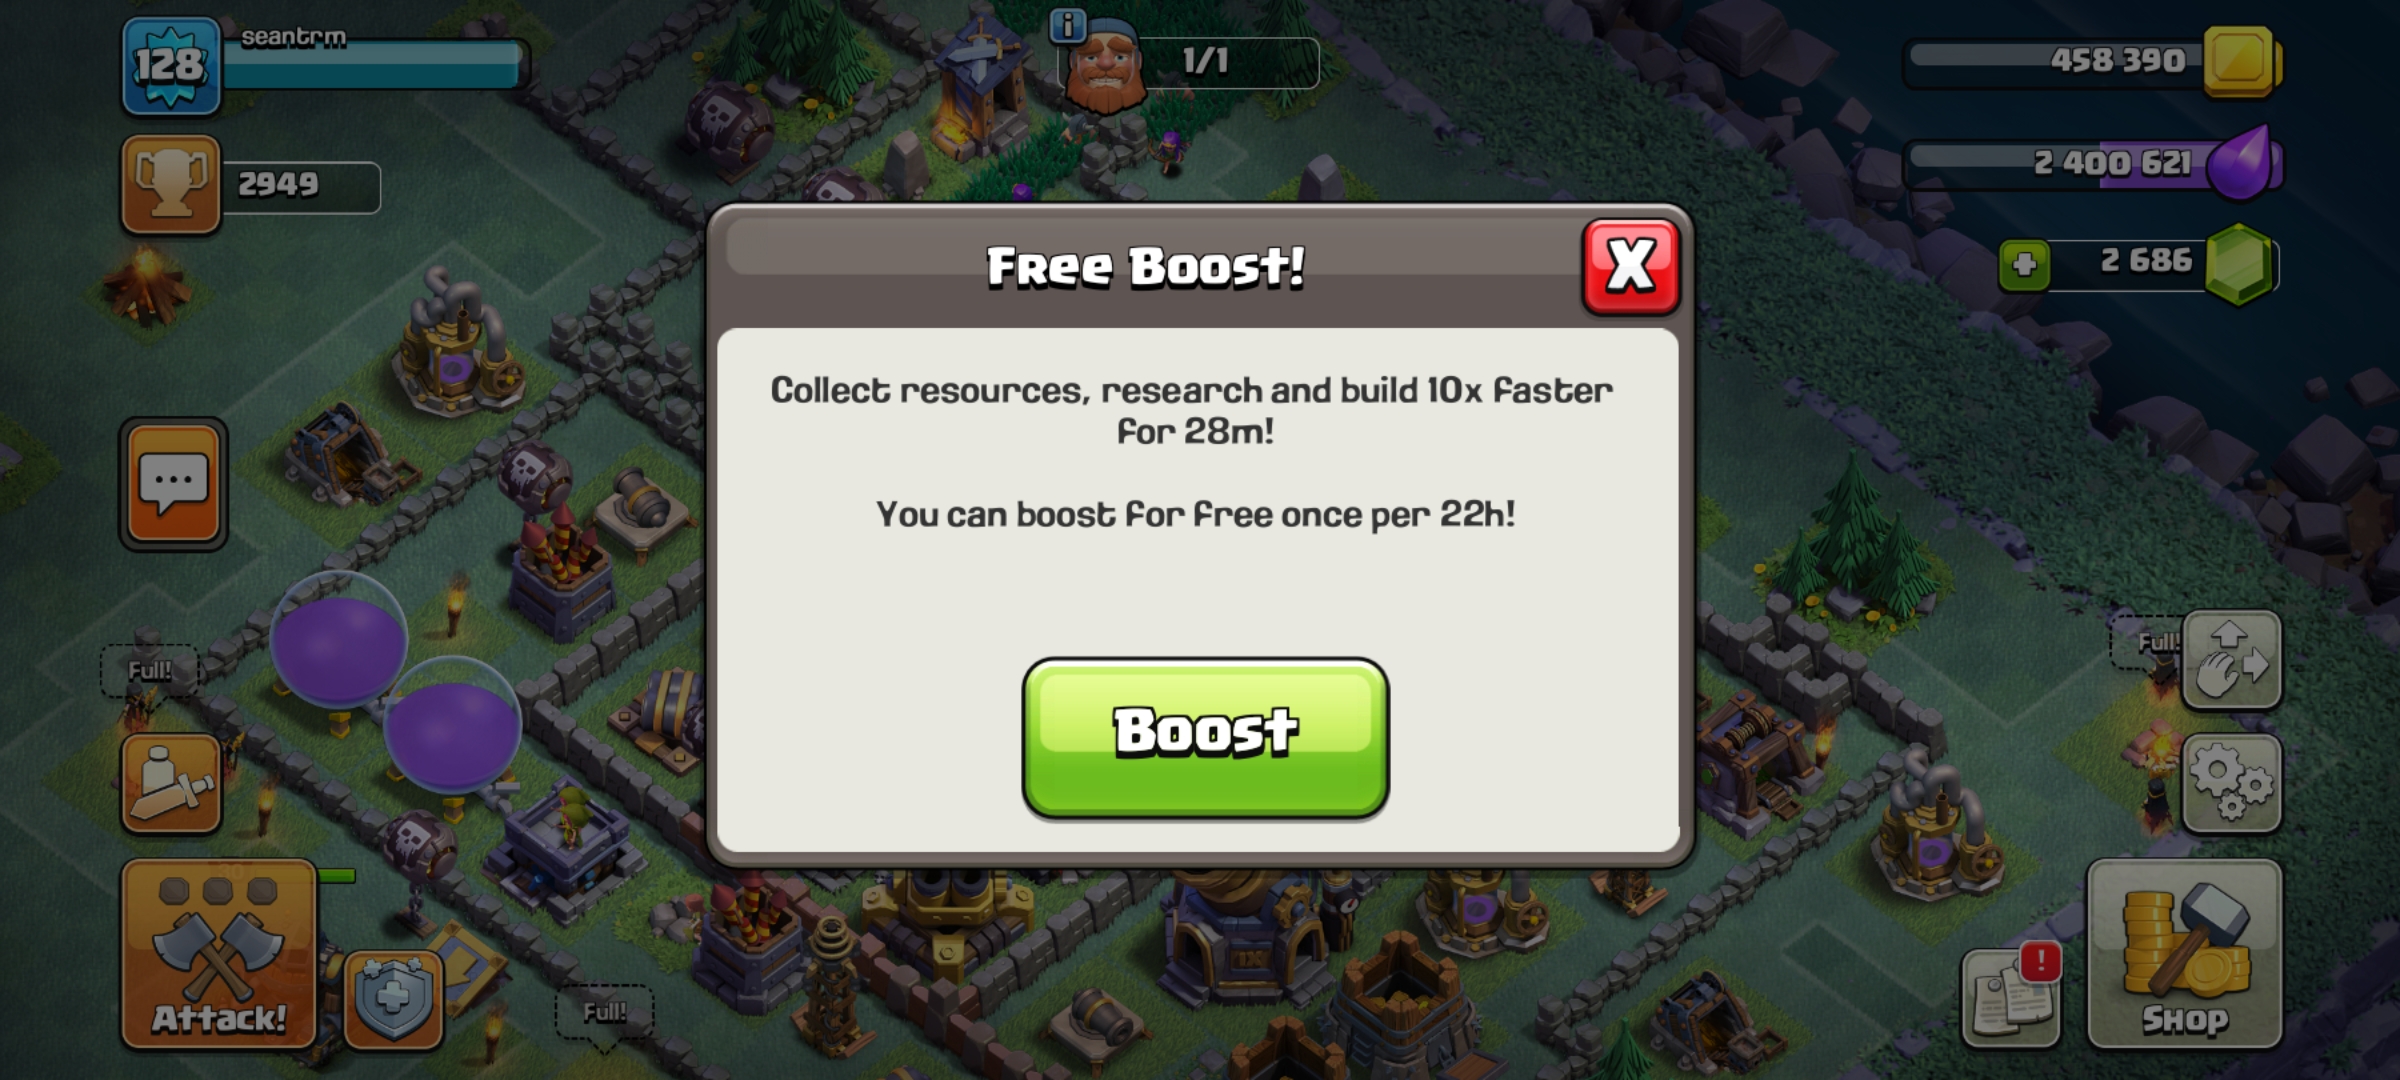 128
seantrm
1/1
458 390
2949
2 400 621
2 686
Free Boost!
X
Collect resources, research and build 10x faster
for 28m!
You can boost for free once per 22h!
Full!
Full!
Boost
Attack!
Full!
!
Shop